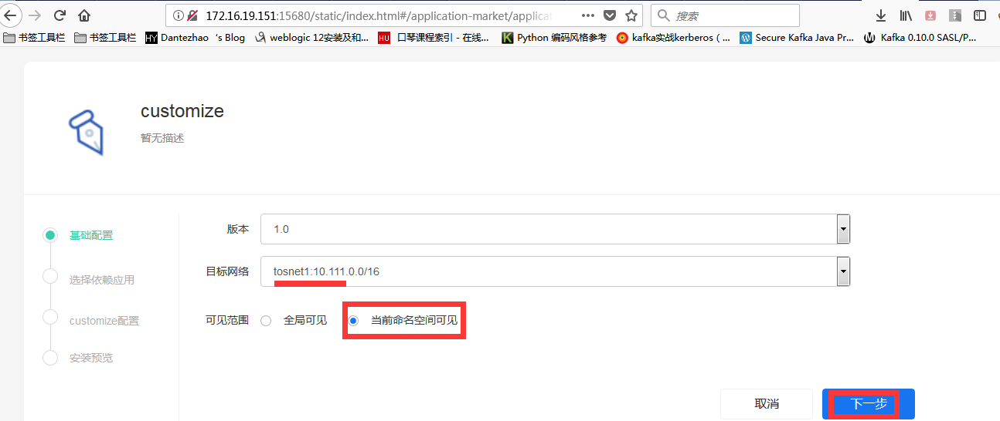 172.16.19.151:15680/static/index.html#/application-market/applica
搜索
书签工具栏 书签工具栏 HY Dantezhao ‘s Blog weblogic 12安装及和... HU 口琴课程索引 - 在线... K Python 编码风格参考 kafka实战kerberos ( ... Secure Kafka Java Pr... Kafka 0.10.0 SASL/P...
customize
暂无描述
基础配置
选择依赖应用
customize配置
安装预览
版本 1.0
目标网络 tosnet1:10.111.0.0/16
可见范围 全局可见 当前命名空间可见
取消 下一步